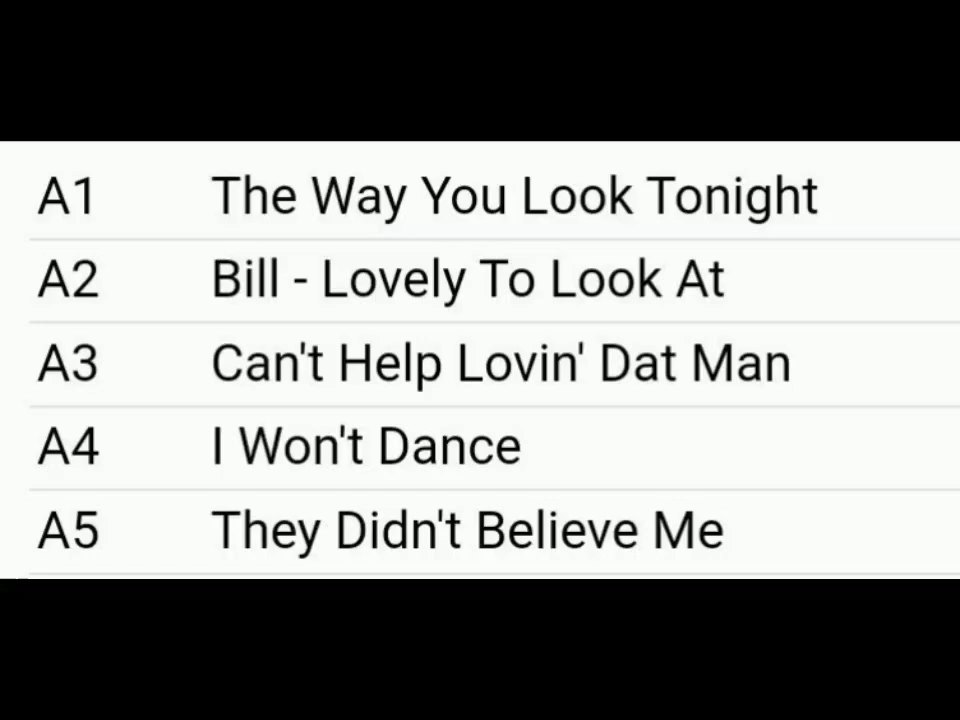 A1 The Way You Look Tonight
A2 Bill - Lovely To Look At
A3 Can't Help Lovin' Dat Man
A4 I Won't Dance
A5 They Didn't Believe Me